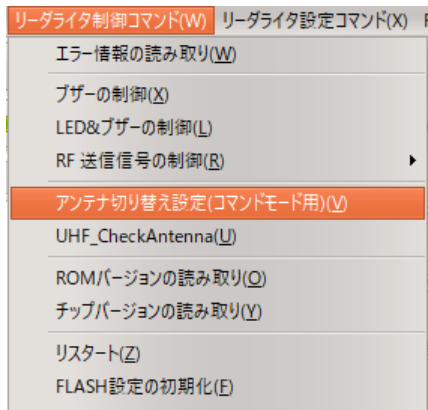 リーダライタ制御コマンド(W) リーダライタ設定コマンド(X)
エラー情報の読み取り(W)
ブザーの制御(X)
LED&ブザーの制御(L)
RF 送信信号の制御(R)
アンテナ切り替え設定(コマンドモード用)(V)
UHF_CheckAntenna(U)
ROMバージョンの読み取り(O)
チップバージョンの読み取り(Y)
リスタート(Z)
FLASH設定の初期化(F)